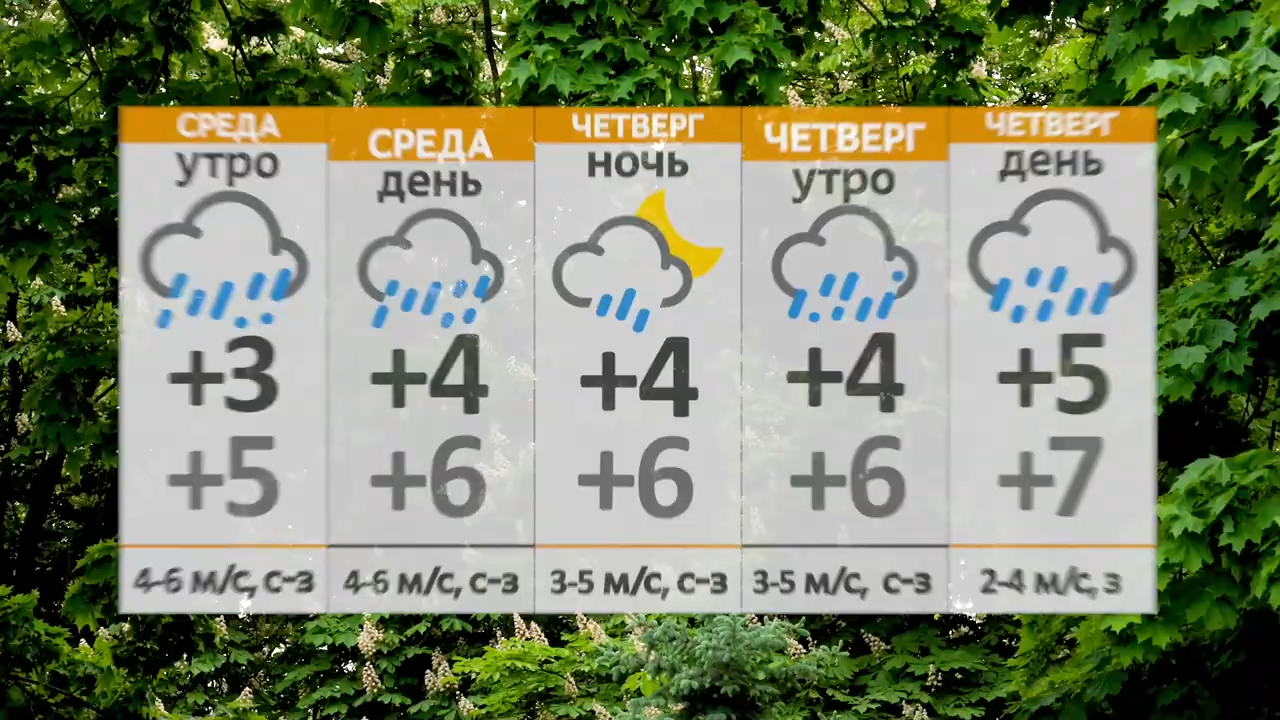 СРЕДА
утро
+3
+5
4-6 м/с, с-з
СРЕДА
день
+4
+6
4-6 м/с, с-з
ЧЕТВЕРГ
ночь
+4
+6
3-5 м/с, с-з
ЧЕТВЕРГ
утро
+4
+6
3-5 м/с, с-з
ЧЕТВЕРГ
день
+5
+7
2-4 м/с, з